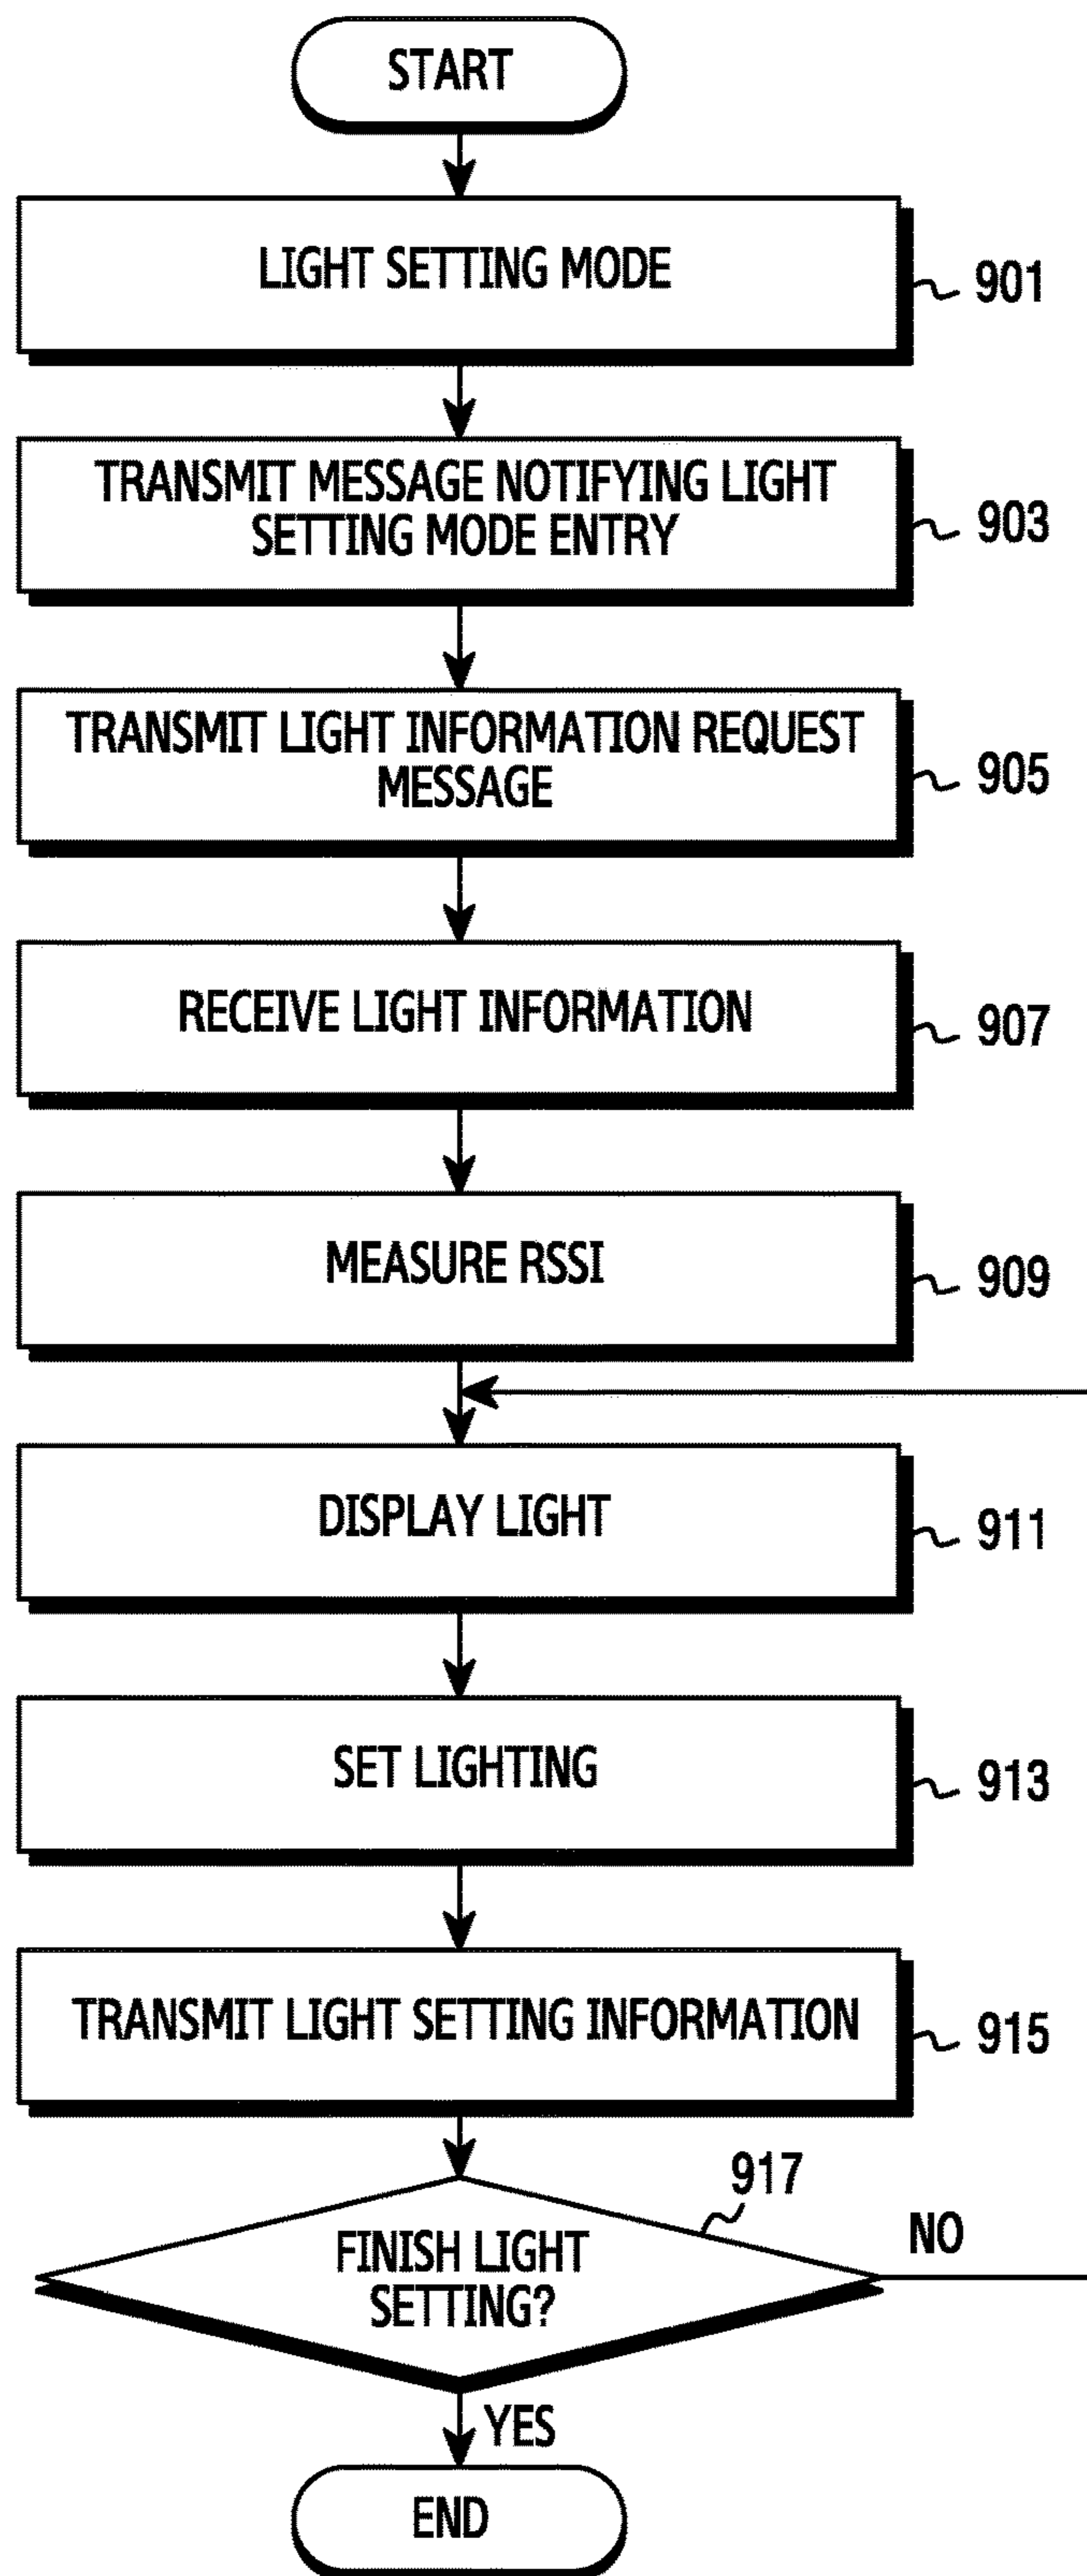 START
LIGHT SETTING MODE
901
TRANSMIT MESSAGE NOTIFYING LIGHT
SETTING MODE ENTRY
903
TRANSMIT LIGHT INFORMATION REQUEST
MESSAGE
905
RECEIVE LIGHT INFORMATION
907
MEASURE RSSI
909
DISPLAY LIGHT
911
SET LIGHTING
913
TRANSMIT LIGHT SETTING INFORMATION
915
917
FINISH LIGHT
SETTING?
NO
YES
END